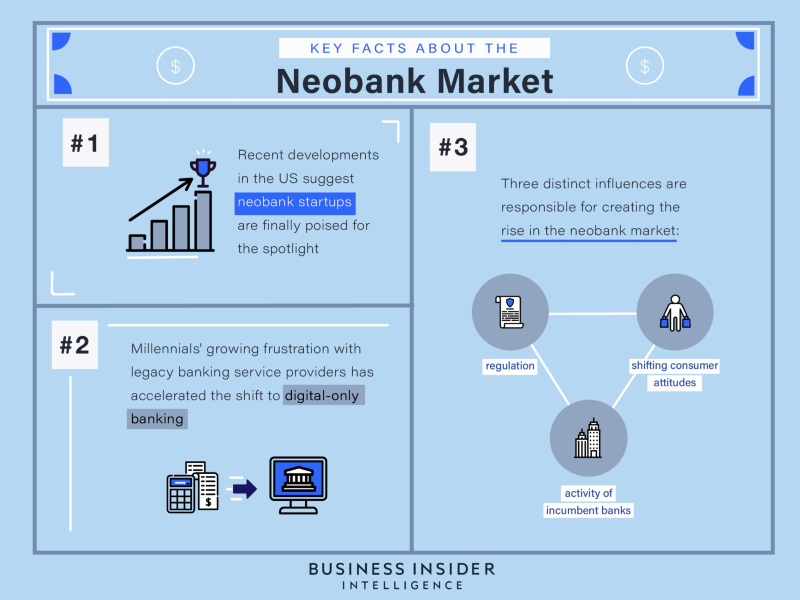 KEY FACTS ABOUT THE
Neobank Market
$
$
#1
Recent developments
in the US suggest
neobank startups
are finally poised for
the spotlight
#2
Millennials' growing frustration with
legacy banking service providers has
accelerated the shift to digital-only
banking
$
#3
Three distinct influences are
responsible for creating the
rise in the neobank market:
regulation
shifting consumer
attitudes
activity of
incumbent banks
BUSINESS INSIDER
INTELLIGENCE